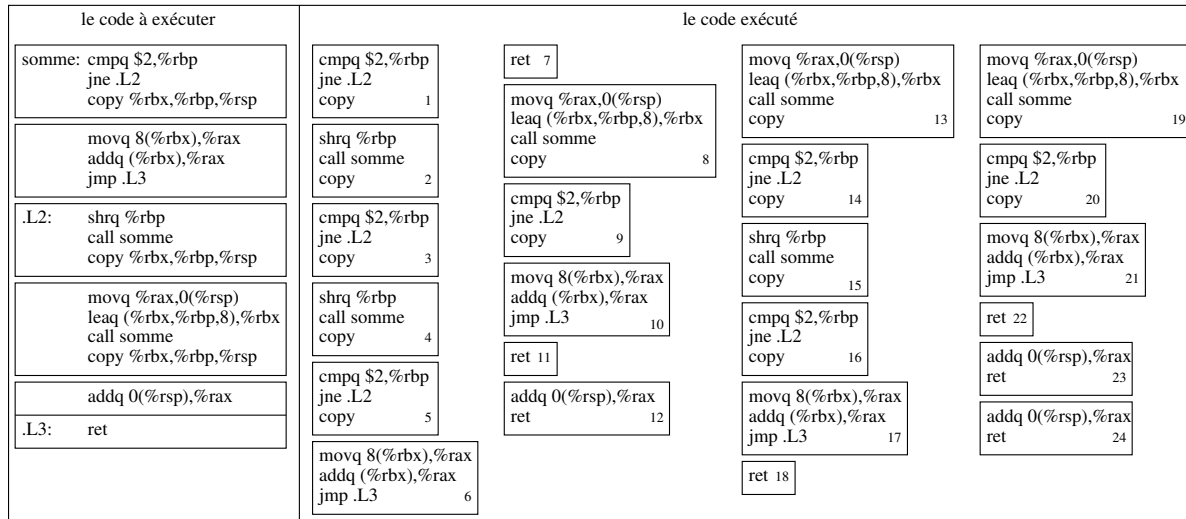 le code à exécuter
le code exécuté
somme: cmpq $2,%rbp
jne .L2
copy %rbx,%rbp,%rsp
movq 8(%rbx),%rax
addq (%rbx),%rax
jmp .L3
.L2: shrq %rbp
call somme
copy %rbx,%rbp,%rsp
movq %rax,0(%rsp)
leaq (%rbx,%rbp,8),%rbx
call somme
copy %rbx,%rbp,%rsp
addq 0(%rsp),%rax
.L3: ret
cmpq $2,%rbp
jne .L2
copy 1
shrq %rbp
call somme
copy 2
cmpq $2,%rbp
jne .L2
copy 3
shrq %rbp
call somme
copy 4
cmpq $2,%rbp
jne .L2
copy 5
movq 8(%rbx),%rax
addq (%rbx),%rax
jmp .L3 6
ret 7
movq %rax,0(%rsp)
leaq (%rbx,%rbp,8),%rbx
call somme
copy 8
cmpq $2,%rbp
jne .L2
copy 9
movq 8(%rbx),%rax
addq (%rbx),%rax
jmp .L3 10
ret 11
addq 0(%rsp),%rax
ret 12
movq %rax,0(%rsp)
leaq (%rbx,%rbp,8),%rbx
call somme
copy 13
cmpq $2,%rbp
jne .L2
copy 14
shrq %rbp
call somme
copy 15
cmpq $2,%rbp
jne .L2
copy 16
movq 8(%rbx),%rax
addq (%rbx),%rax
jmp .L3 17
ret 18
movq %rax,0(%rsp)
leaq (%rbx,%rbp,8),%rbx
call somme
copy 19
cmpq $2,%rbp
jne .L2
copy 20
movq 8(%rbx),%rax
addq (%rbx),%rax
jmp .L3 21
ret 22
addq 0(%rsp),%rax
ret 23
addq 0(%rsp),%rax
ret 24